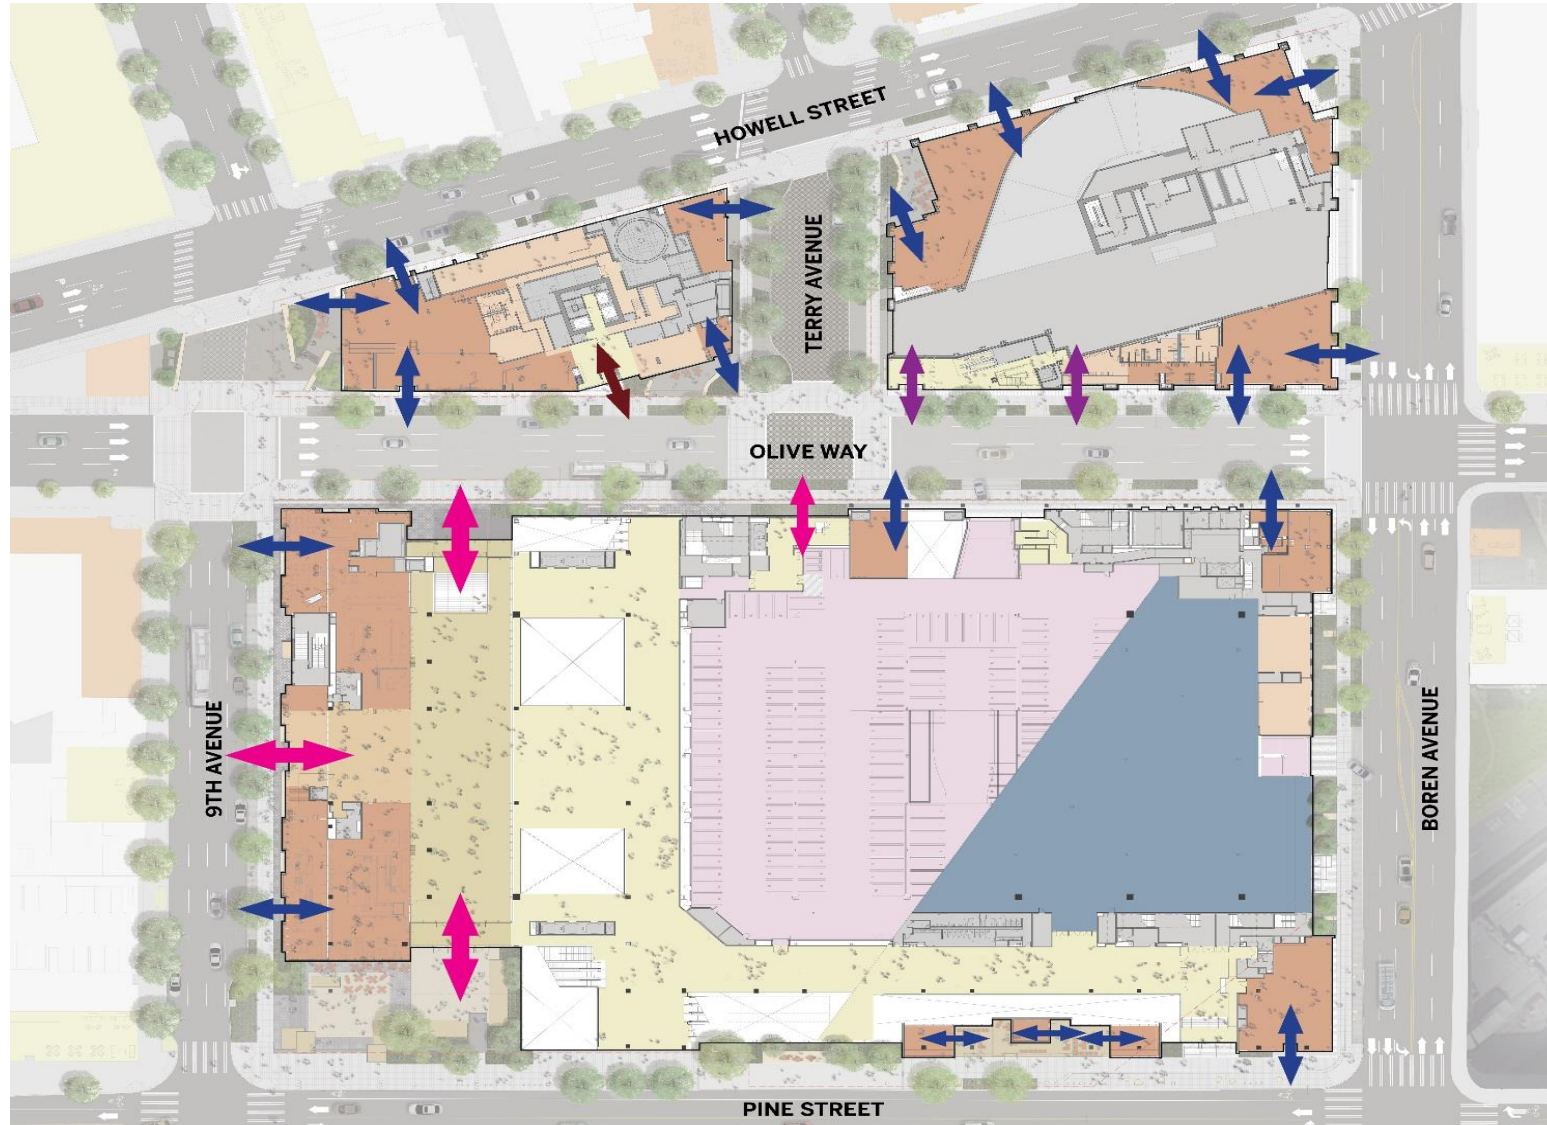 HOWELL STREET
TERRY AVENUE
OLIVE WAY
9TH AVENUE
BOREN AVENUE
PINE STREET